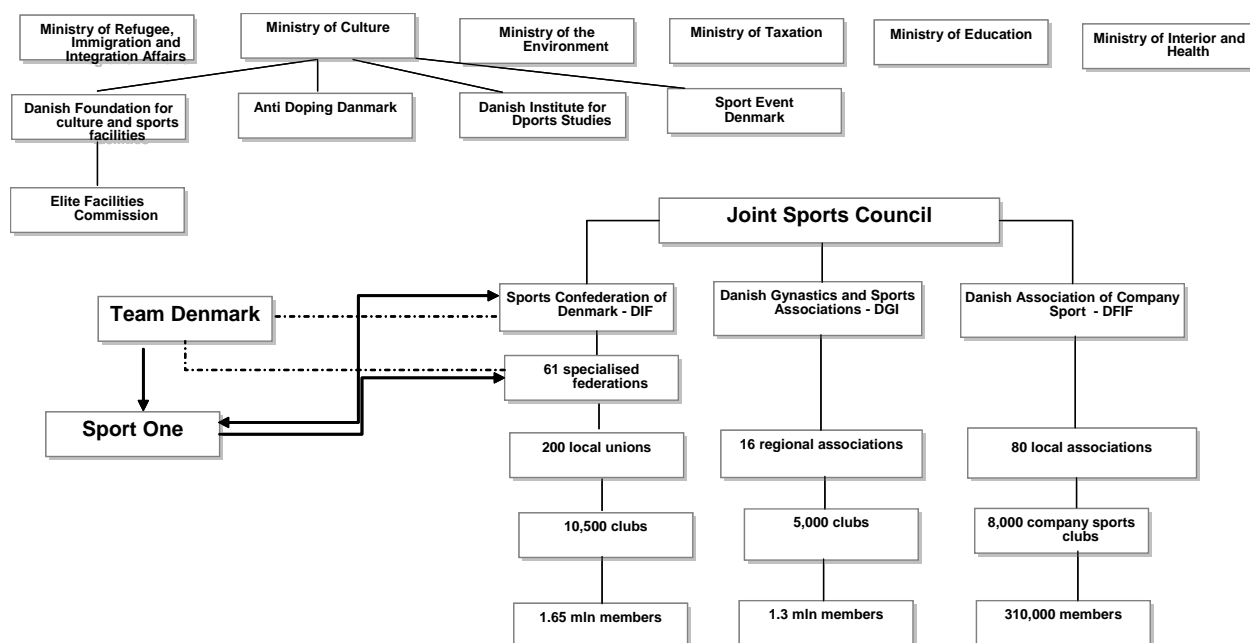 Ministry of Refugee,
Immigration and
Integration Affairs
Ministry of Culture
Ministry of the
Environment
Ministry of Taxation
Ministry of Education
Ministry of Interior and
Health
Danish Foundation for
culture and sports
facilities
Anti Doping Danmark
Danish Institute for
Dports Studies
Sport Event
Denmark
Elite Facilities
Commission
Joint Sports Council
Team Denmark
Sports Confederation of
Denmark - DIF
Danish Gynastics and Sports
Associations - DGI
Danish Association of Company
Sport - DFIF
61 specialised
federations
Sport One
200 local unions
16 regional associations
80 local associations
10,500 clubs
5,000 clubs
8,000 company sports
clubs
1.65 mln members
1.3 mln members
310,000 members